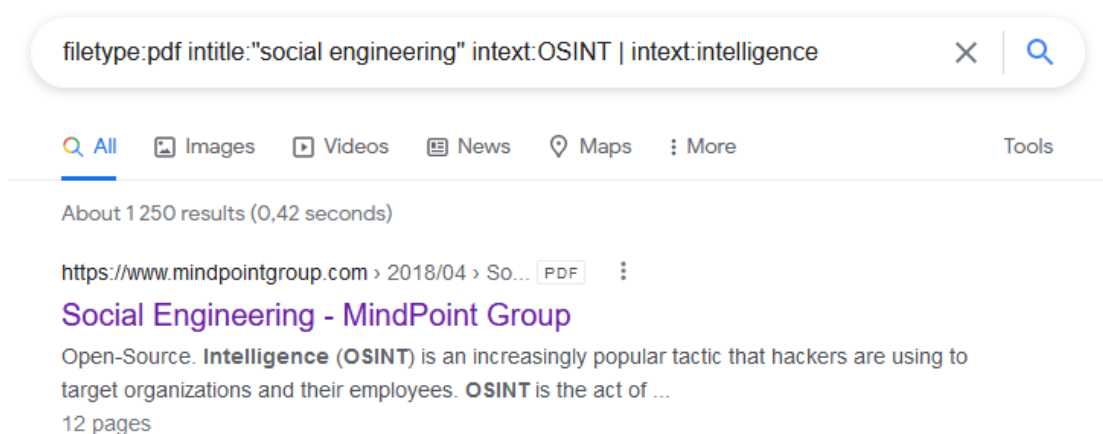 filetype:pdf intitle:"social engineering" intext:OSINT | intext:intelligence
All Images Videos News Maps More Tools
About 1 250 results (0,42 seconds)
https://www.mindpointgroup.com › 2018/04 › So... PDF
Social Engineering - MindPoint Group
Open-Source. Intelligence (OSINT) is an increasingly popular tactic that hackers are using to
target organizations and their employees. OSINT is the act of ...
12 pages